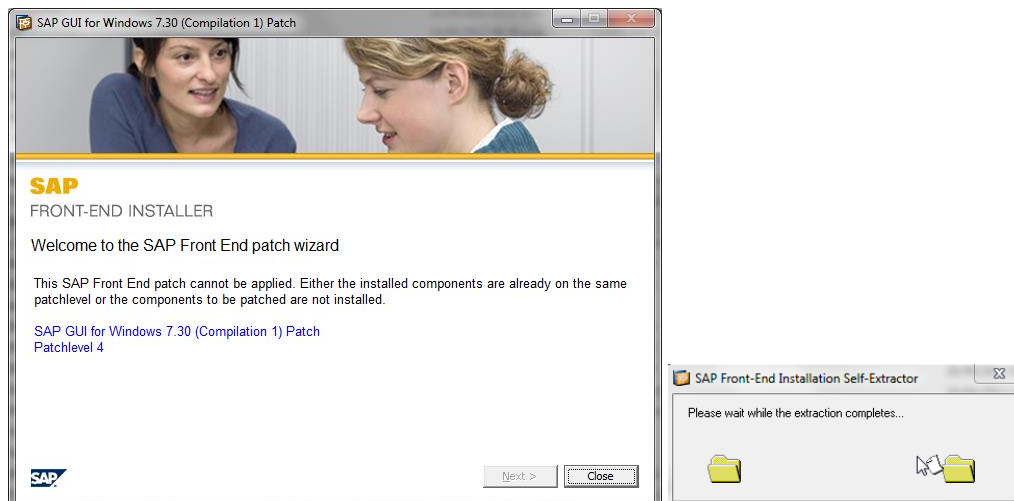 SAP GUI for Windows 7.30 (Compilation 1) Patch
SAP
FRONT-END INSTALLER
Welcome to the SAP Front End patch wizard
This SAP Front End patch cannot be applied. Either the installed components are already on the same
patchlevel or the components to be patched are not installed.
SAP GUI for Windows 7.30 (Compilation 1) Patch
Patchlevel 4
SAP
Next >
Close
SAP Front-End Installation Self-Extractor
Please wait while the extraction completes...